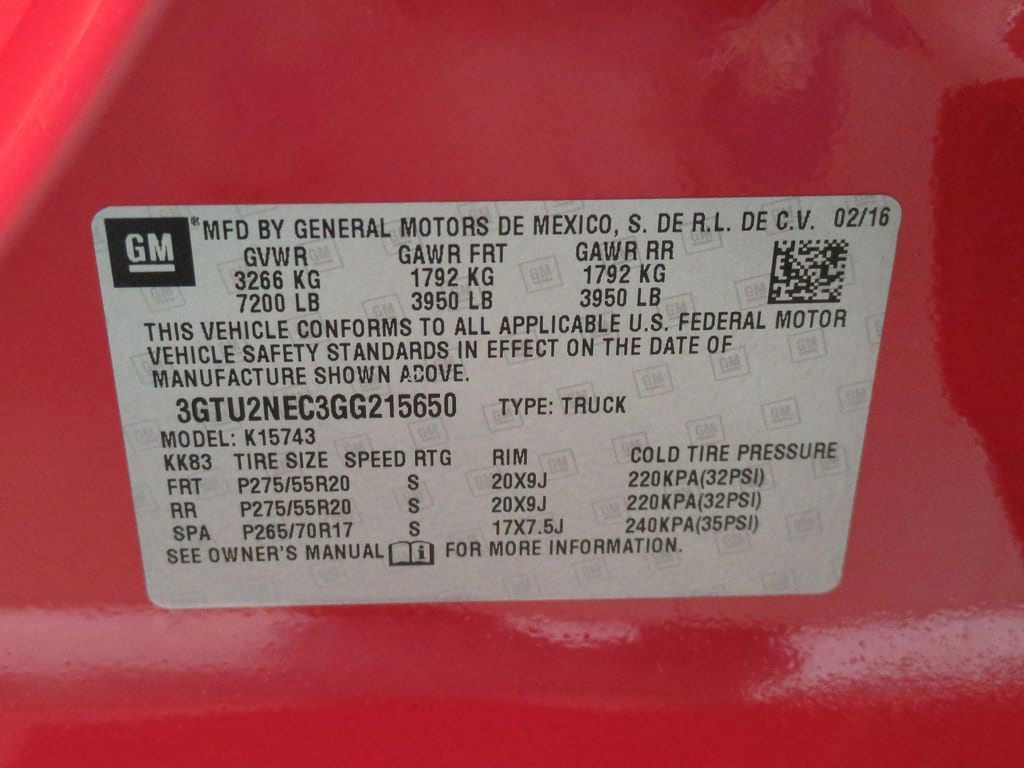 GM
®MFD BY GENERAL MOTORS DE MEXICO, S. DE R.L. DE C.V. 02/16
GVWR GAWR FRT GAWR RR
3266 KG 1792 KG 1792 KG
7200 LB 3950 LB 3950 LB
THIS VEHICLE CONFORMS TO ALL APPLICABLE U.S. FEDERAL MOTOR
VEHICLE SAFETY STANDARDS IN EFFECT ON THE DATE OF
MANUFACTURE SHOWN ABOVE.
3GTU2NEC3GG215650 TYPE: TRUCK
MODEL: K15743
KK83 TIRE SIZE SPEED RTG RIM COLD TIRE PRESSURE
FRT P275/55R20 S 20X9J 220KPA(32PSI)
RR P275/55R20 S 20X9J 220KPA(32PSI)
SPA P265/70R17 S 17X7.5J 240KPA(35PSI)
SEE OWNER'S MANUAL i FOR MORE INFORMATION.